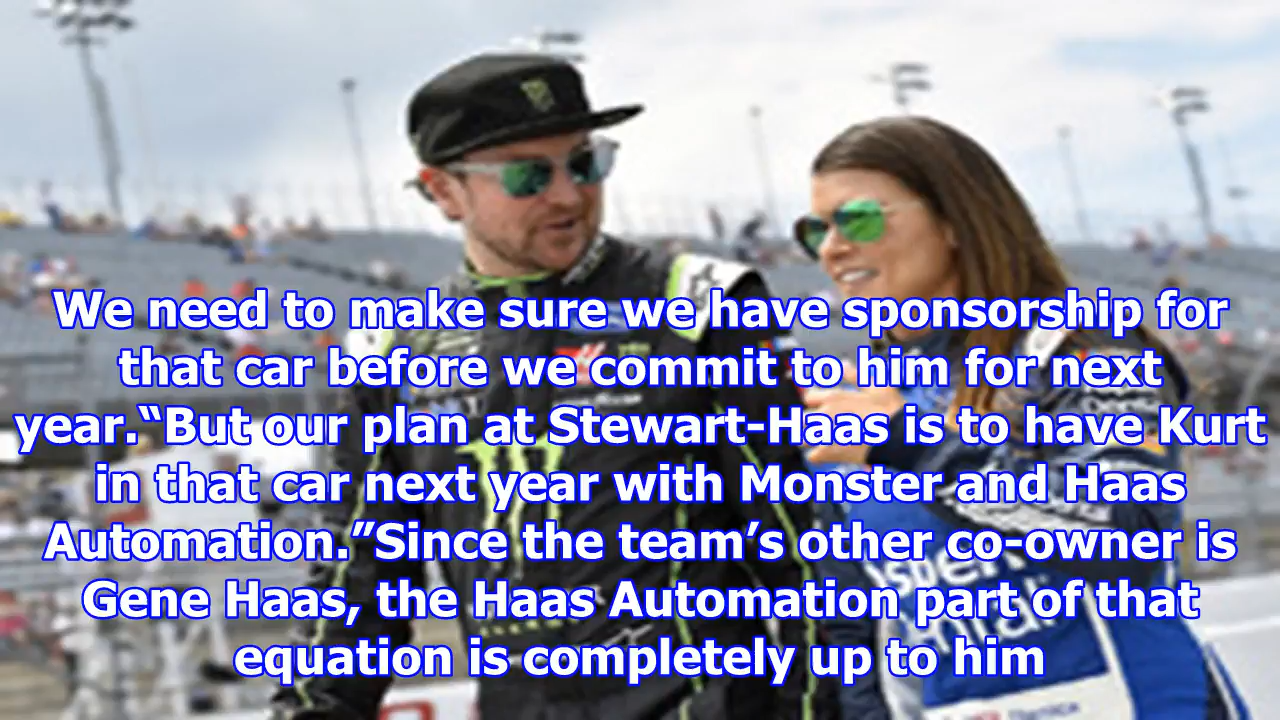 We need to make sure we have sponsorship for
that car before we commit to him for next
year.“But our plan at Stewart-Haas is to have Kurt
in that car next year with Monster and Haas
Automation.”Since the team’s other co-owner is
Gene Haas, the Haas Automation part of that
equation is completely up to him